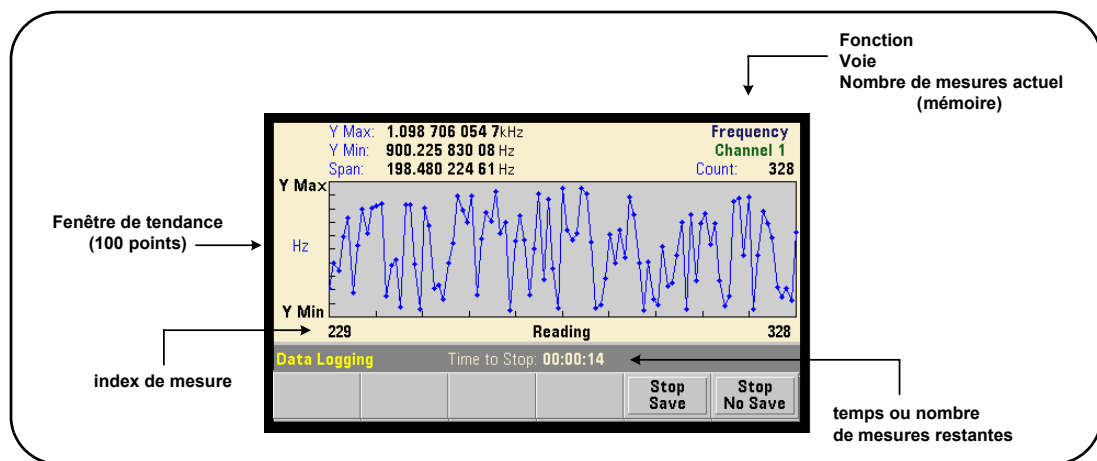 Fonction
Voie
Nombre de mesures actuel
(mémoire)
Y Max: 1.098 706 054 7kHz
Y Min: 900.225 830 08 Hz
Span: 198.480 224 61 Hz
Frequency
Channel 1
Count: 328
Y Max
Hz
Y Min
Fenêtre de tendance
(100 points)
229
Reading
328
index de mesure
Data Logging
Time to Stop: 00:00:14
Stop
Save
Stop
No Save
temps ou nombre
de mesures restantes